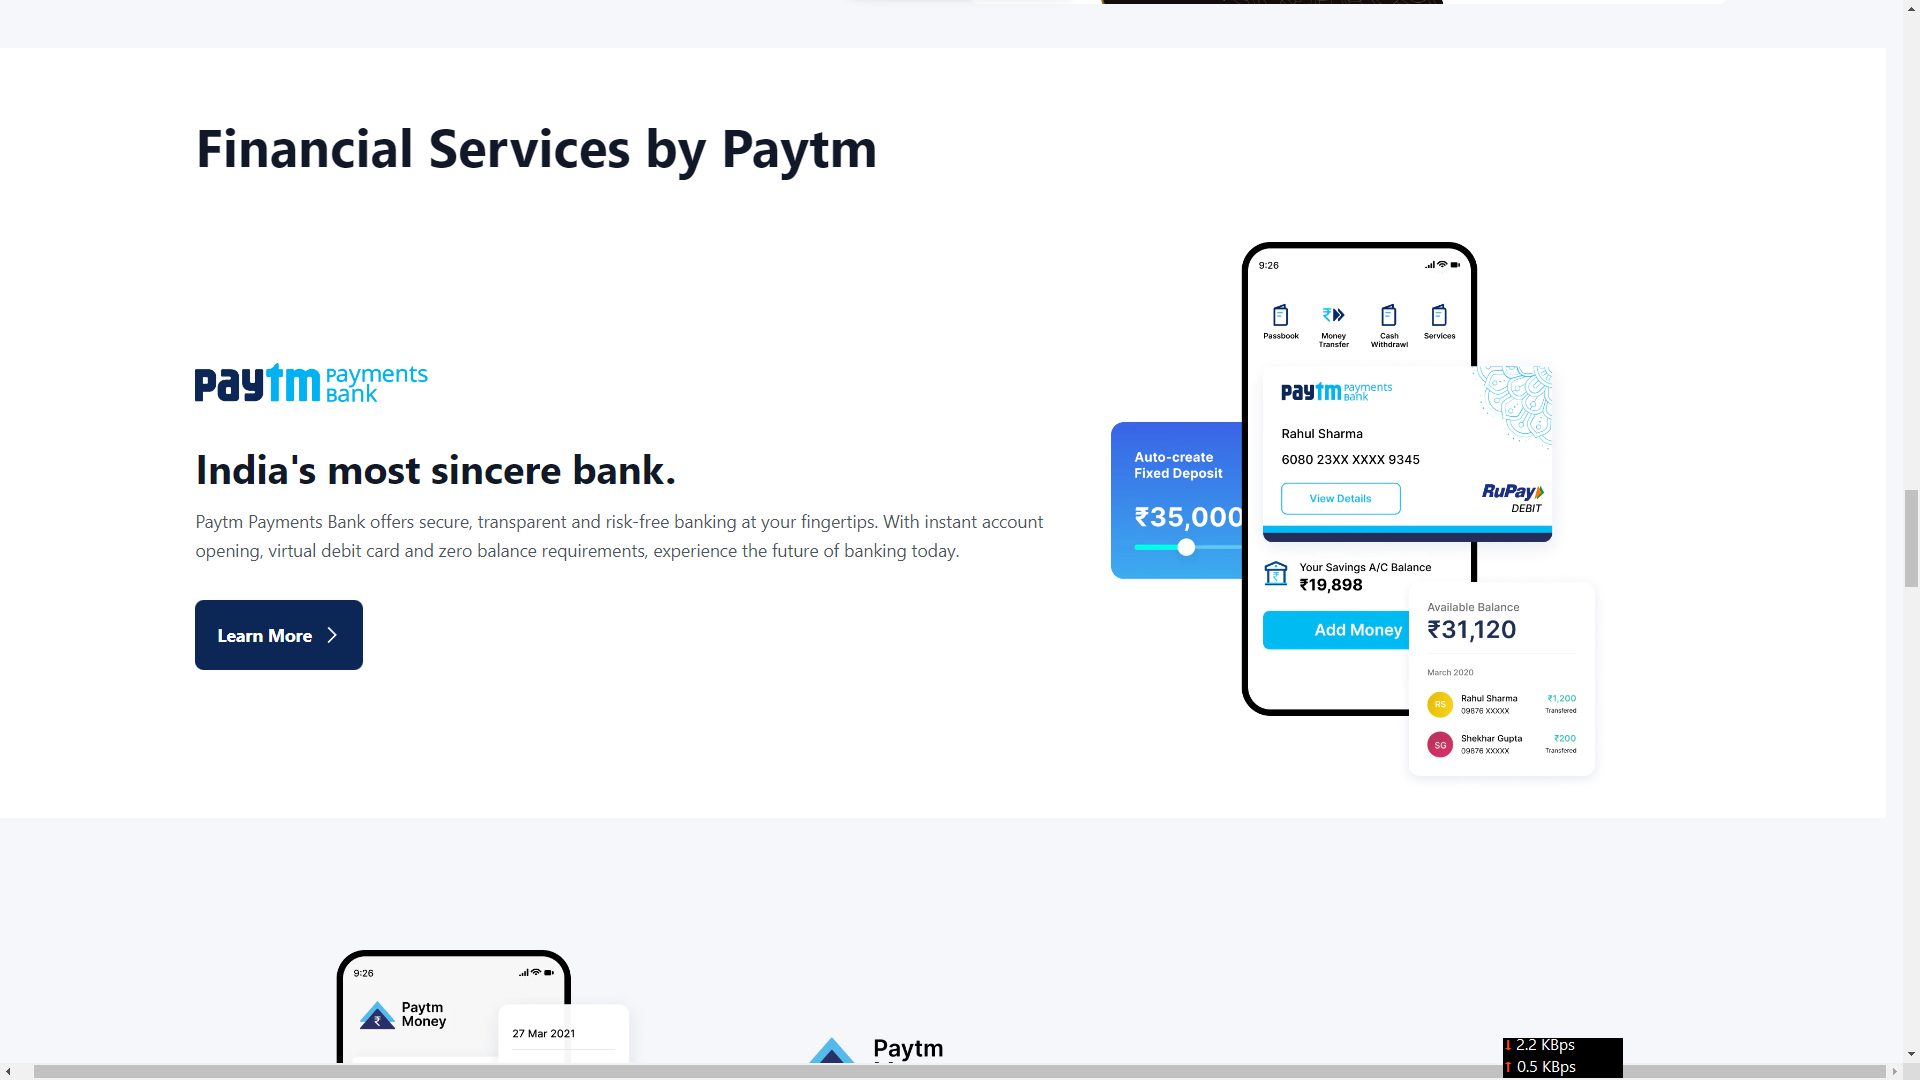 Financial Services by Paytm
paytm Payments Bank
India's most sincere bank.
Paytm Payments Bank offers secure, transparent and risk-free banking at your fingertips. With instant account
opening, virtual debit card and zero balance requirements, experience the future of banking today.
Learn More
9:26
Passbook
Money Transfer
Cash Withdrawl
Services
paytm Payments Bank
Rahul Sharma
6080 23XX XXXX 9345
View Details
RuPay
DEBIT
Auto-create
Fixed Deposit
₹35,000
Your Savings A/C Balance
₹19,898
Add Money
Available Balance
₹31,120
March 2020
RS Rahul Sharma ₹1,200
09876 XXXXX Transfered
SG Shekhar Gupta ₹200
09876 XXXXX Transfered
9:26
Paytm
Money
27 Mar 2021
Paytm
2.2 KBps
0.5 KBps